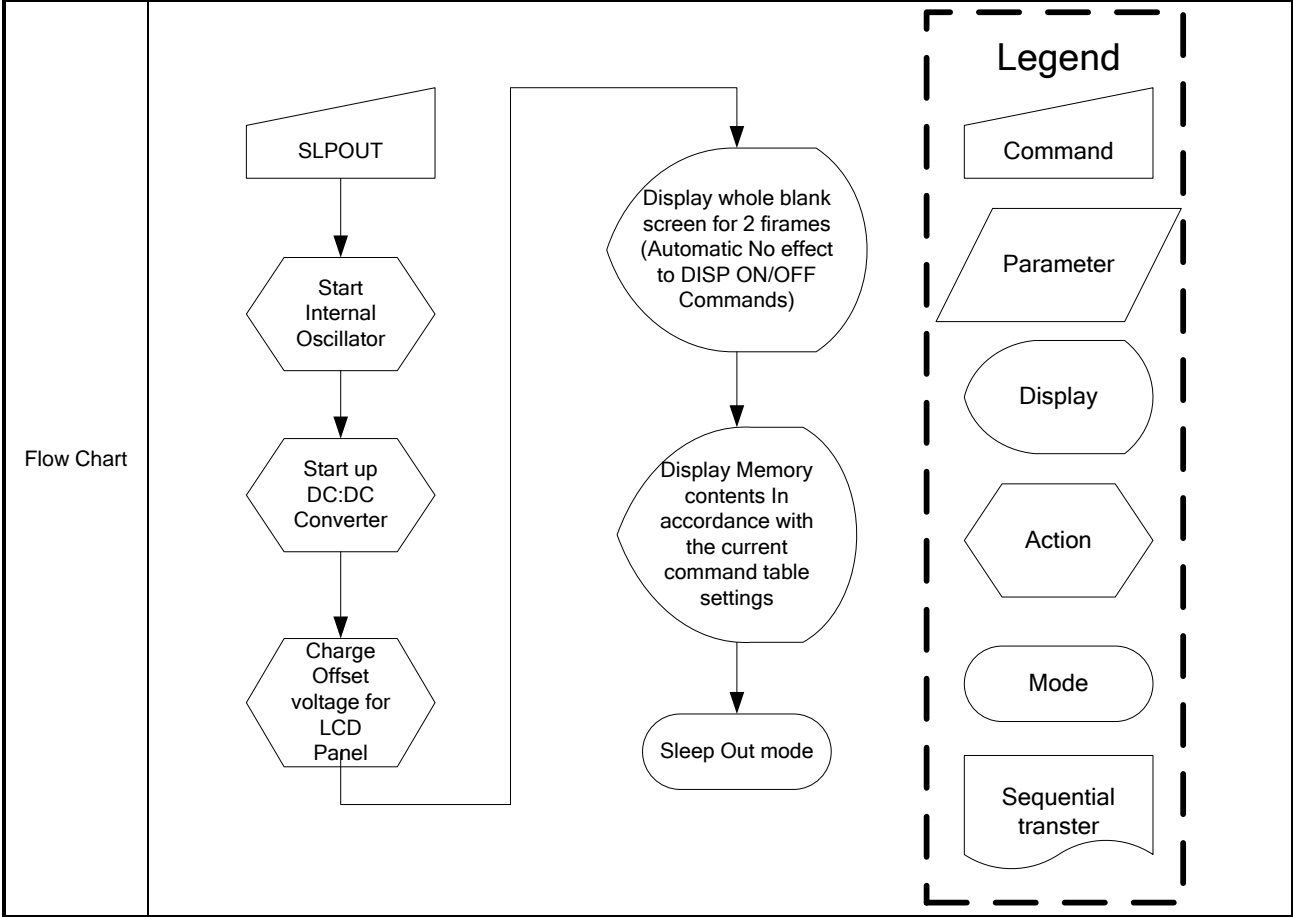 Flow Chart
SLPOUT
Start
Internal
Oscillator
Start up
DC:DC
Converter
Charge
Offset
voltage for
LCD
Panel
Display whole blank
screen for 2 firames
(Automatic No effect
to DISP ON/OFF
Commands)
Display Memory
contents In
accordance with
the current
command table
settings
Sleep Out mode
Legend
Command
Parameter
Display
Action
Mode
Sequential
transter